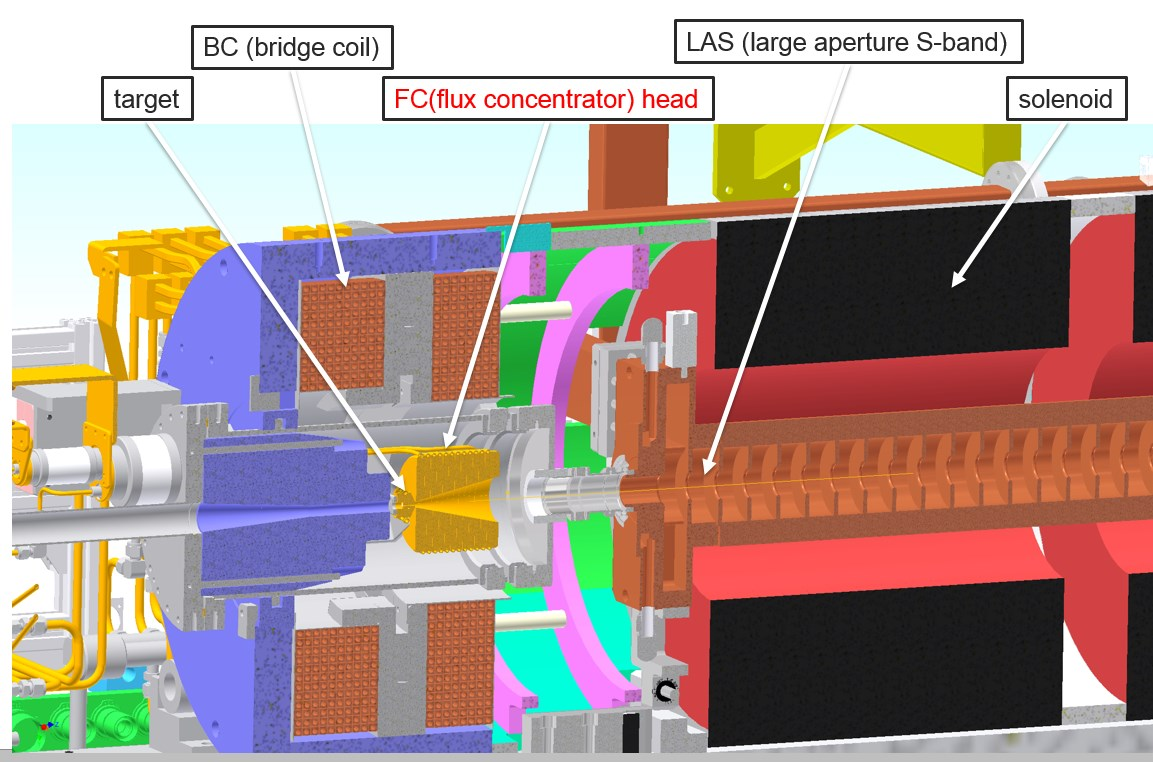 BC (bridge coil)
LAS (large aperture S-band)
target
FC(flux concentrator) head
solenoid